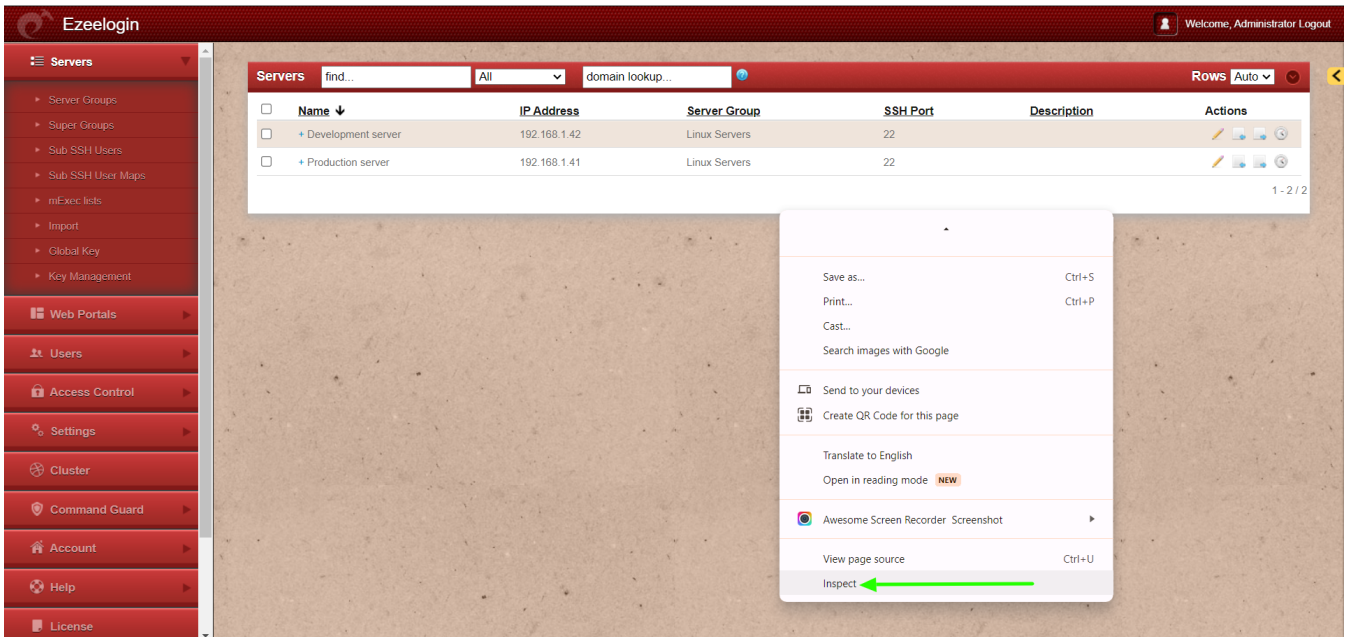 Ezeelogin
Welcome, Administrator Logout
Servers
Server Groups
Super Groups
Sub SSH Users
Sub SSH User Maps
mExec lists
Import
Global Key
Key Management
Web Portals
Users
Access Control
Settings
Cluster
Command Guard
Account
Help
License
Servers find... All domain lookup... Rows Auto
Name IP Address Server Group SSH Port Description Actions
+ Development server 192.168.1.42 Linux Servers 22
+ Production server 192.168.1.41 Linux Servers 22
1 - 2 / 2
Save as... Ctrl+S
Print... Ctrl+P
Cast...
Search images with Google
Send to your devices
Create QR Code for this page
Translate to English
Open in reading mode NEW
Awesome Screen Recorder Screenshot
View page source Ctrl+U
Inspect